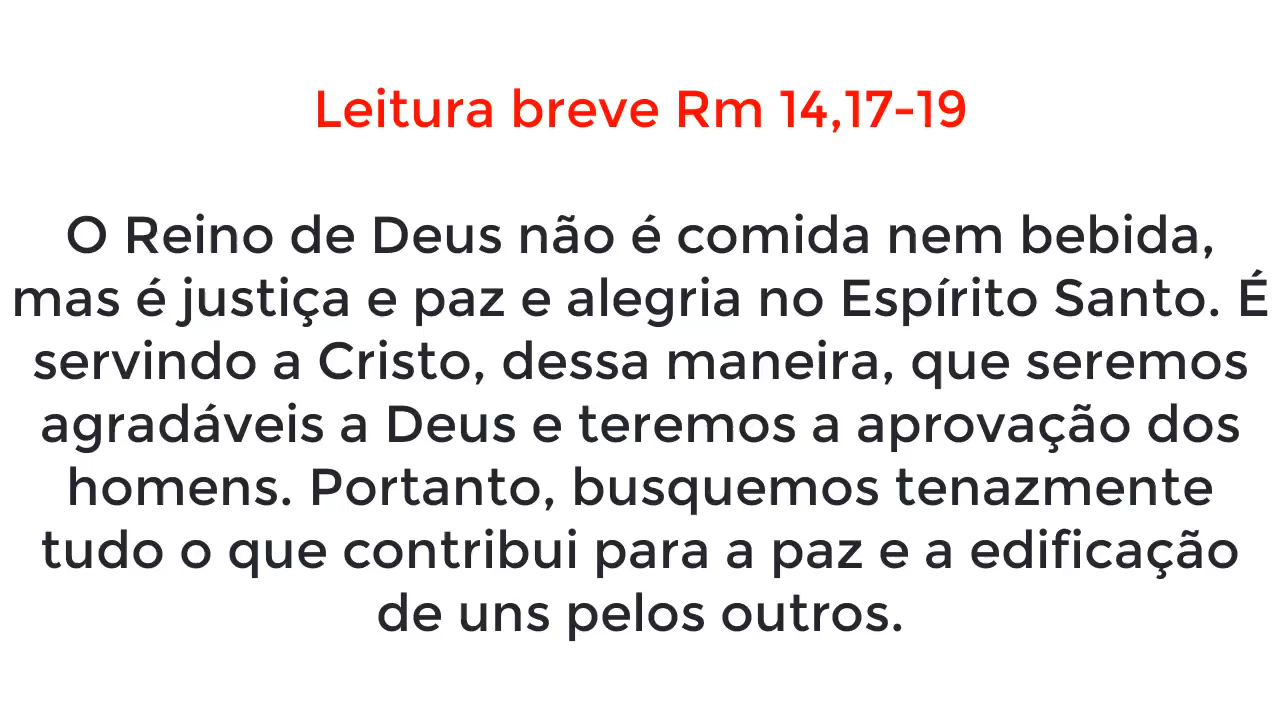 Leitura breve Rm 14,17-19
O Reino de Deus não é comida nem bebida,
mas é justiça e paz e alegria no Espírito Santo. É
servindo a Cristo, dessa maneira, que seremos
agradáveis a Deus e teremos a aprovação dos
homens. Portanto, busquemos tenazmente
tudo o que contribui para a paz e a edificação
de uns pelos outros.